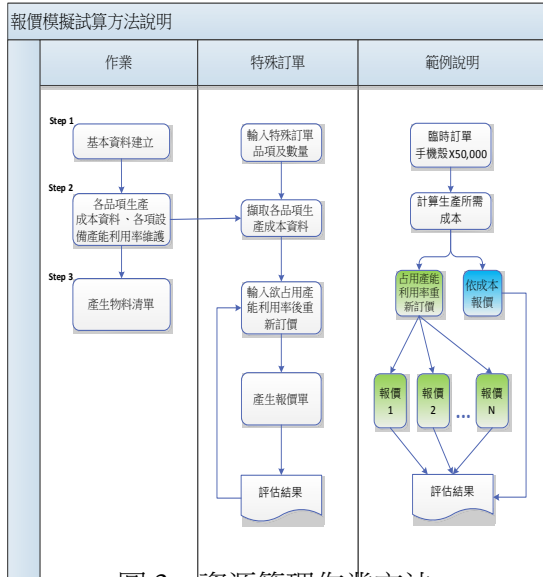 報價模擬試算方法說明
作業
特殊訂單
範例說明
Step 1
基本資料建立
Step 2
各品項生產
成本資料、各項設
備產能利用率維護
Step 3
產生物料清單
輸入特殊訂單
品項及數量
擷取各品項生
產成本資料
輸入欲占用產
能利用率後重
新訂價
產生報價單
評估結果
臨時訂單
手機殼X50,000
計算生產所需
成本
占用產能
利用率重
新訂價
依成本
報價
報價
1
報價
2
...
報價
N
評估結果